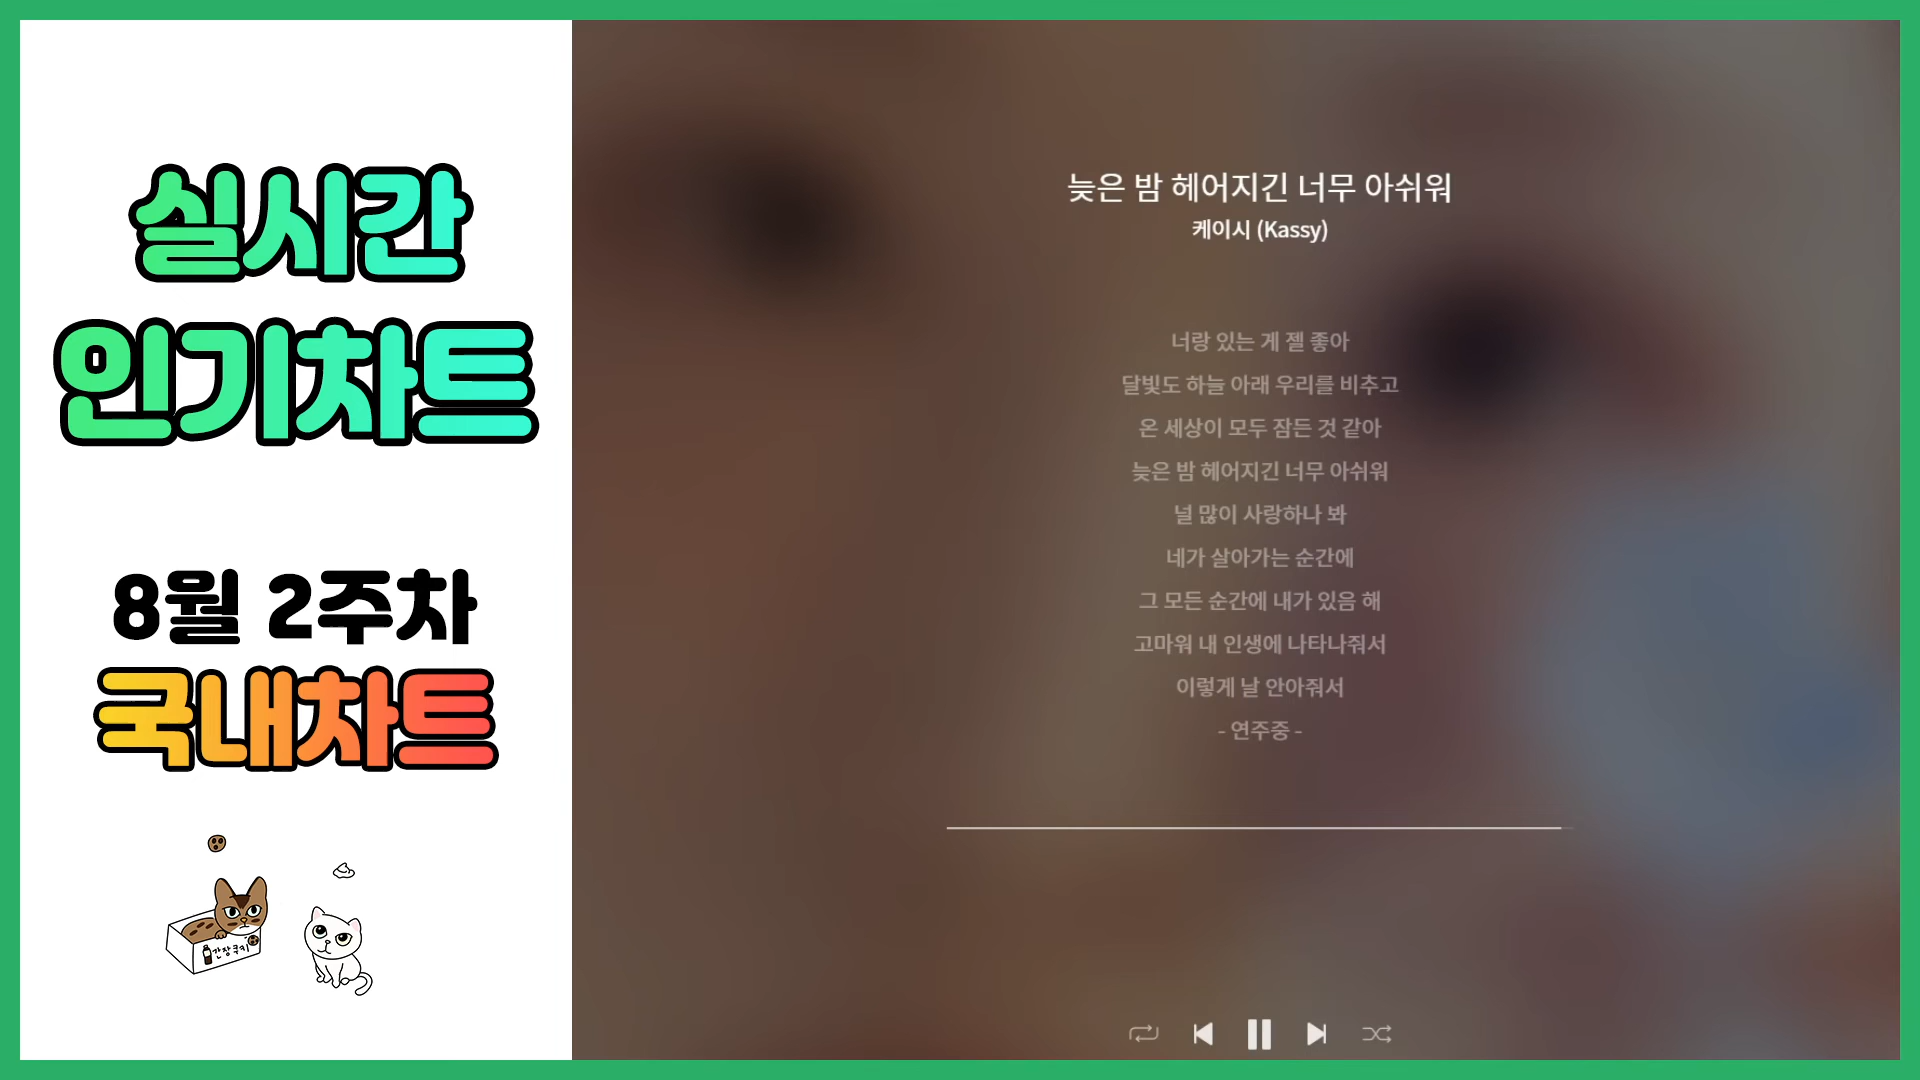 실시간
인기차트
8월 2주차
국내차트
간장쿠키
늦은 밤 헤어지긴 너무 아쉬워
케이시 (Kassy)
너랑 있는 게 젤 좋아
달빛도 하늘 아래 우리를 비추고
온 세상이 모두 잠든 것 같아
늦은 밤 헤어지긴 너무 아쉬워
널 많이 사랑하나 봐
네가 살아가는 순간에
그 모든 순간에 내가 있음 해
고마워 내 인생에 나타나줘서
이렇게 날 안아줘서
- 연주중 -